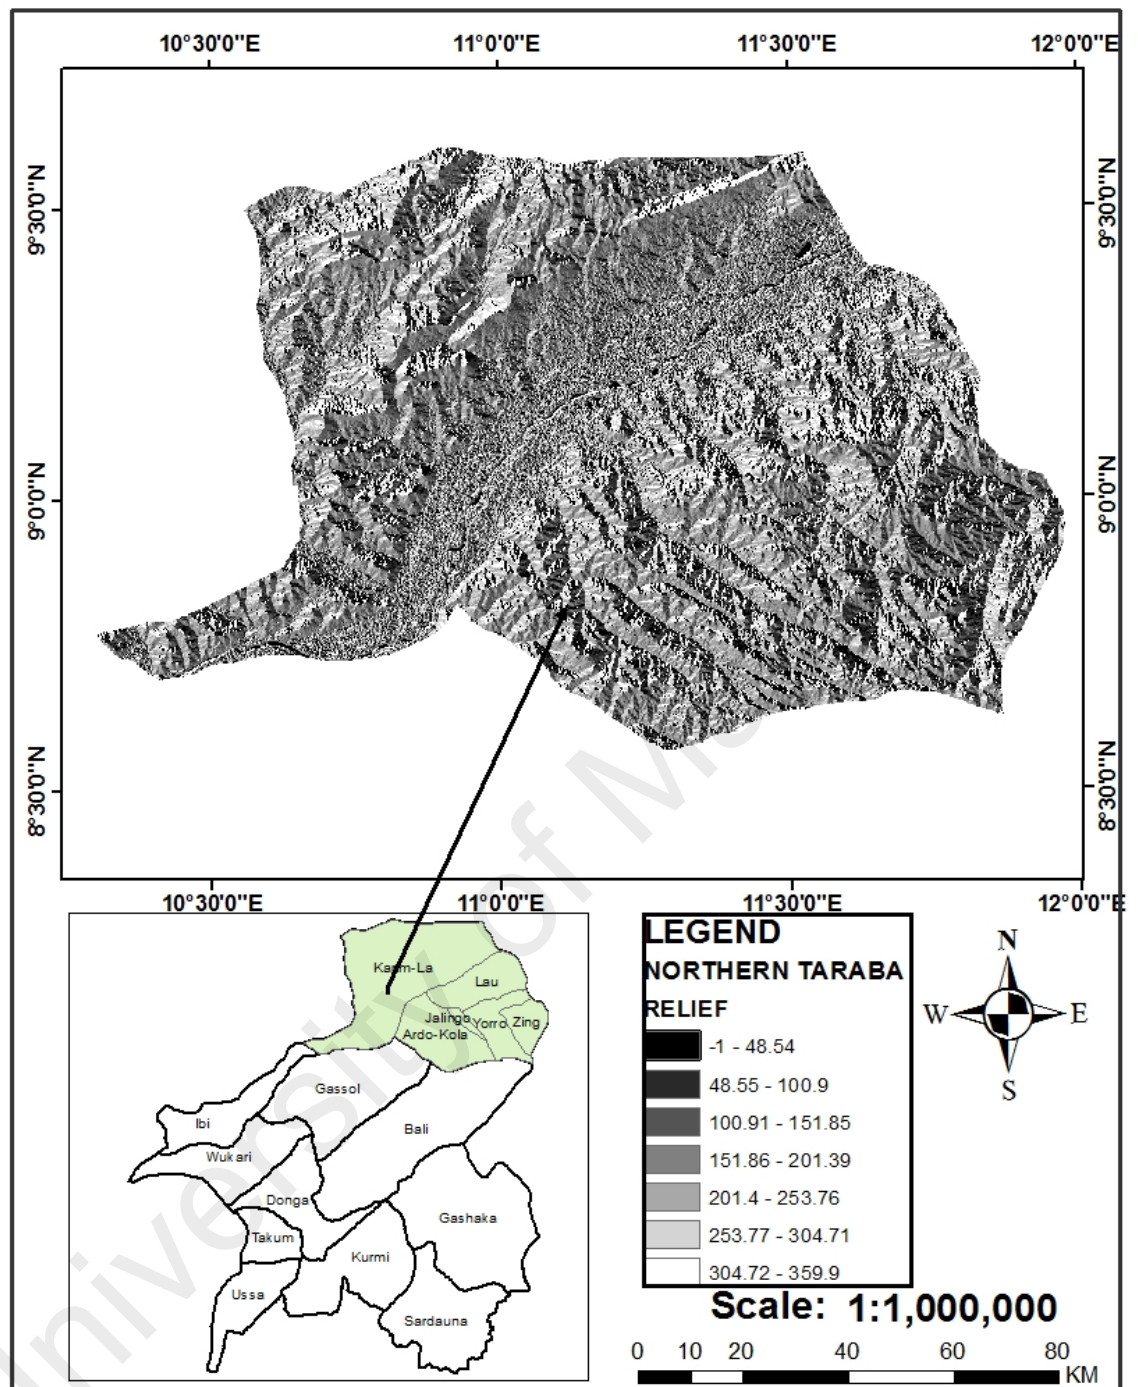 10°30'0"E 11°0'0"E 11°30'E 12°0'0"E
9°30'0"N
9°30'0"N
9°0'0"N
9°0'0"N
8°30'0"N
8°30'0"N
10°30'0"E 11°0'0"E 11°30'0"E 12°0'0"E
Karim-La
Lau
Jalingo
Yorro
Zing
Ardo-Kola
Gassol
Ibi
Bali
Wukari
Donga
Gashaka
Takum
Kurmi
Ussa
Sardauna
LEGEND
NORTHERN TARABA
RELIEF
-1 - 48.54
48.55 - 100.9
100.91 - 151.85
151.86 - 201.39
201.4 - 253.76
253.77 - 304.71
304.72 - 359.9
N
W E
S
Scale: 1:1,000,000
0 10 20 40 60 80
KM
University of Ma